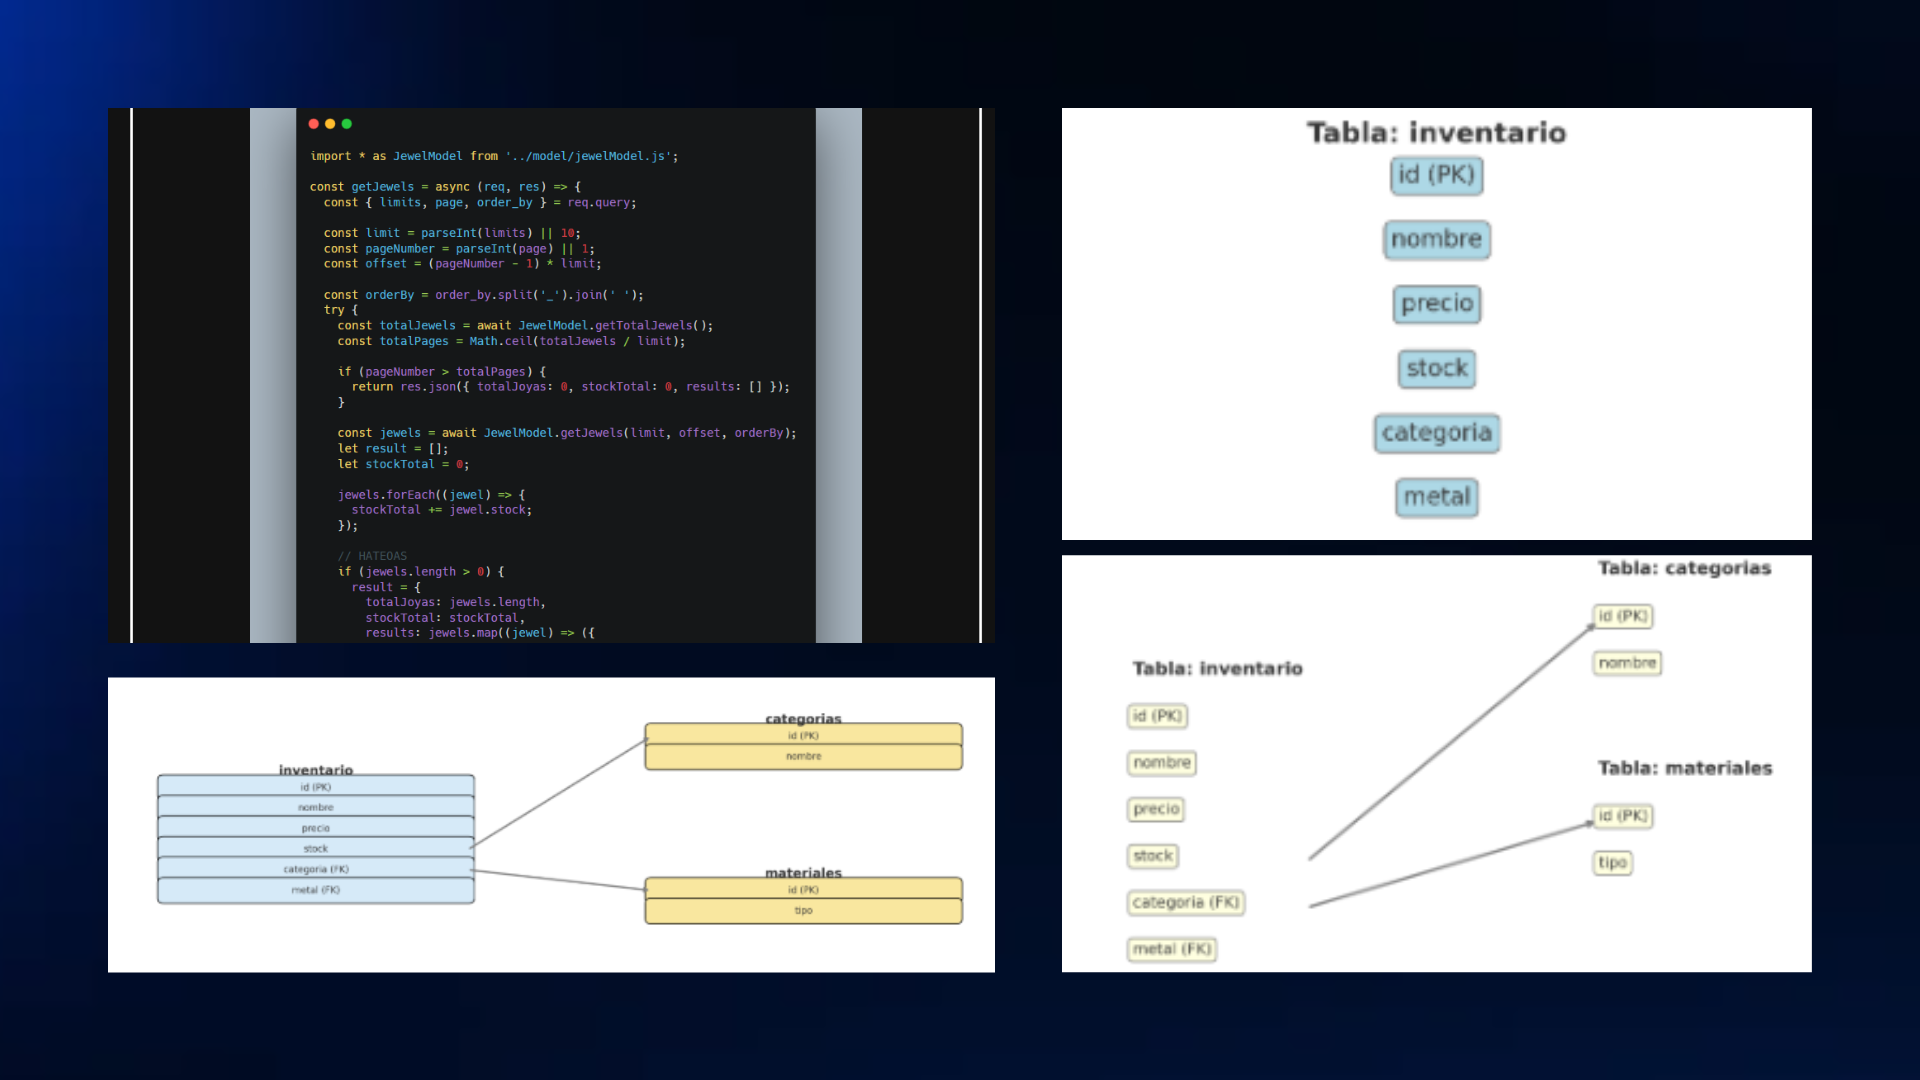 import * as JewelModel from '../model/jewelModel.js';
const getJewels = async (req, res) => {
const { limits, page, order_by } = req.query;
const limit = parseInt(limits) || 10;
const pageNumber = parseInt(page) || 1;
const offset = (pageNumber - 1) * limit;
const orderBy = order_by.split('_').join(' ');
try {
const totalJewels = await JewelModel.getTotalJewels();
const totalPages = Math.ceil(totalJewels / limit);
if (pageNumber > totalPages) {
return res.json({ totalJoyas: 0, stockTotal: 0, results: [] });
}
const jewels = await JewelModel.getJewels(limit, offset, orderBy);
let result = [];
let stockTotal = 0;
jewels.forEach((jewel) => {
stockTotal += jewel.stock;
});
// HATEOAS
if (jewels.length > 0) {
result = {
totalJoyas: jewels.length,
stockTotal: stockTotal,
results: jewels.map((jewel) => ({
Tabla: inventario
id (PK)
nombre
precio
stock
categoria
metal
inventario
id (PK)
nombre
precio
stock
categoria (FK)
metal (FK)
categorias
id (PK)
nombre
materiales
id (PK)
tipo
Tabla: inventario
id (PK)
nombre
precio
stock
categoria (FK)
metal (FK)
Tabla: categorias
id (PK)
nombre
Tabla: materiales
id (PK)
tipo